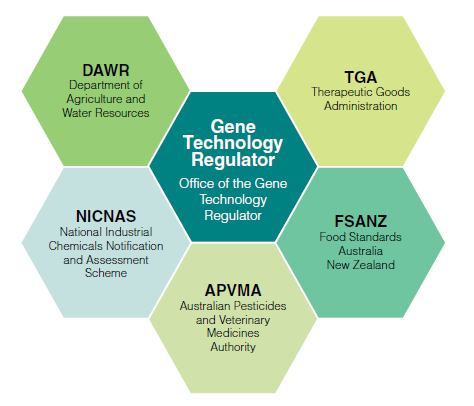 DAWR
Department of
Agriculture and
Water Resources
TGA
Therapeutic Goods
Administration
Gene
Technology
Regulator
Office of the Gene
Technology
Regulator
NICNAS
National Industrial
Chemicals Notification
and Assessment
Scheme
FSANZ
Food Standards
Australia
New Zealand
APVMA
Australian Pesticides
and Veterinary
Medicines
Authority